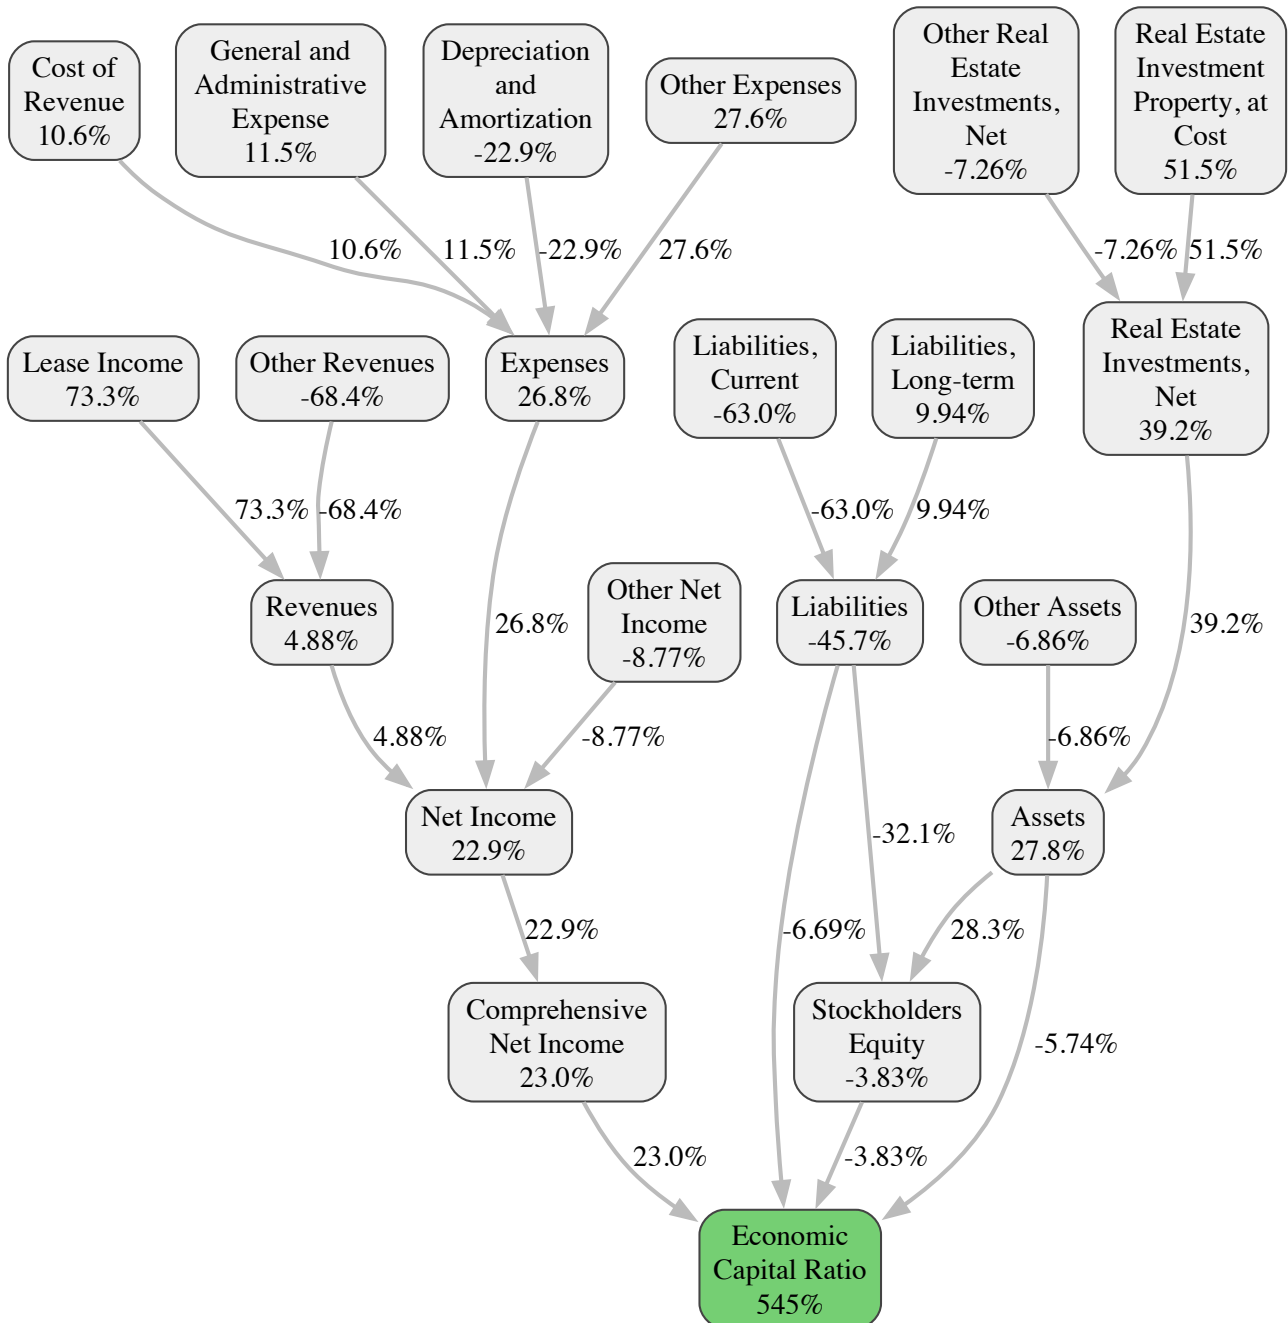 Cost of
Revenue
10.6%
General and
Administrative
Expense
11.5%
Depreciation
and
Amortization
-22.9%
Other Expenses
27.6%
Other Real
Estate
Investments,
Net
-7.26%
Real Estate
Investment
Property, at
Cost
51.5%
10.6%
11.5%
-22.9%
27.6%
-7.26%
51.5%
Lease Income
73.3%
Other Revenues
-68.4%
Expenses
26.8%
Liabilities,
Current
-63.0%
Liabilities,
Long-term
9.94%
Real Estate
Investments,
Net
39.2%
73.3%
-68.4%
-63.0%
9.94%
Revenues
4.88%
26.8%
Other Net
Income
-8.77%
Liabilities
-45.7%
Other Assets
-6.86%
39.2%
4.88%
-8.77%
-6.86%
Net Income
22.9%
-32.1%
Assets
27.8%
22.9%
-6.69%
28.3%
Comprehensive
Net Income
23.0%
Stockholders
Equity
-3.83%
-5.74%
23.0%
-3.83%
Economic
Capital Ratio
545%